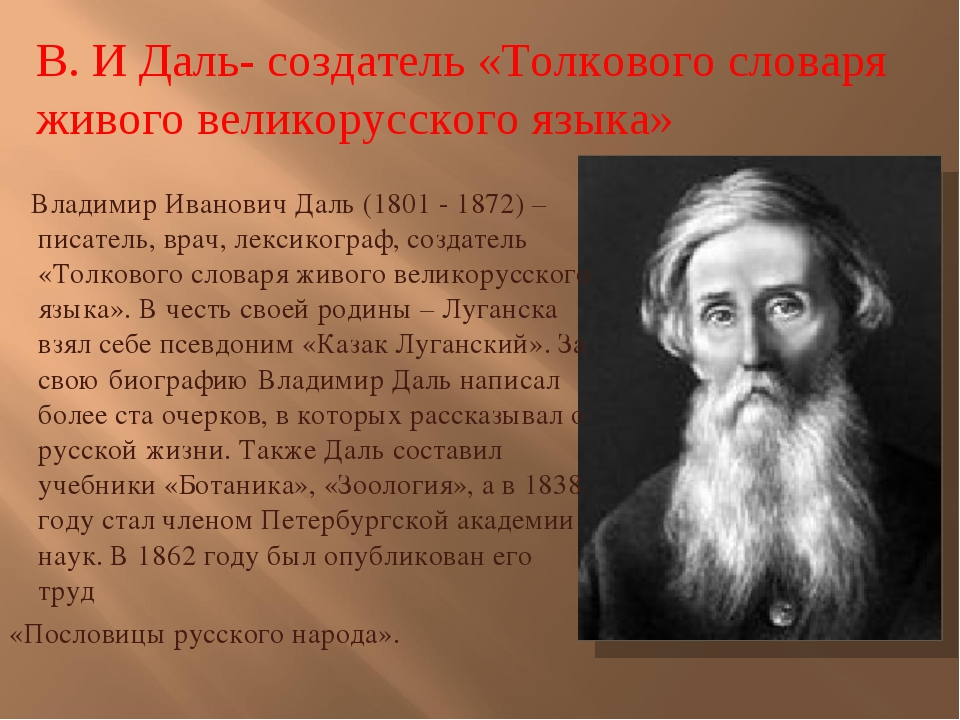 В. И Даль- создатель «Толкового словаря
живого великорусского языка»
Владимир Иванович Даль (1801 - 1872) –
писатель, врач, лексикограф, создатель
«Толкового словаря живого великорусского
языка». В честь своей родины – Луганска
взял себе псевдоним «Казак Луганский». За
свою биографию Владимир Даль написал
более ста очерков, в которых рассказывал о
русской жизни. Также Даль составил
учебники «Ботаника», «Зоология», а в 1838
году стал членом Петербургской академии
наук. В 1862 году был опубликован его
труд
«Пословицы русского народа».